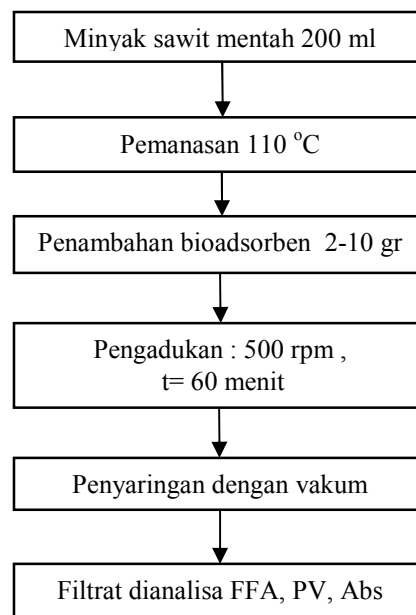 Minyak sawit mentah 200 ml
Pemanasan 110 °C
Penambahan bioadsorben 2-10 gr
Pengadukan : 500 rpm ,
t= 60 menit
Penyaringan dengan vakum
Filtrat dianalisa FFA, PV, Abs